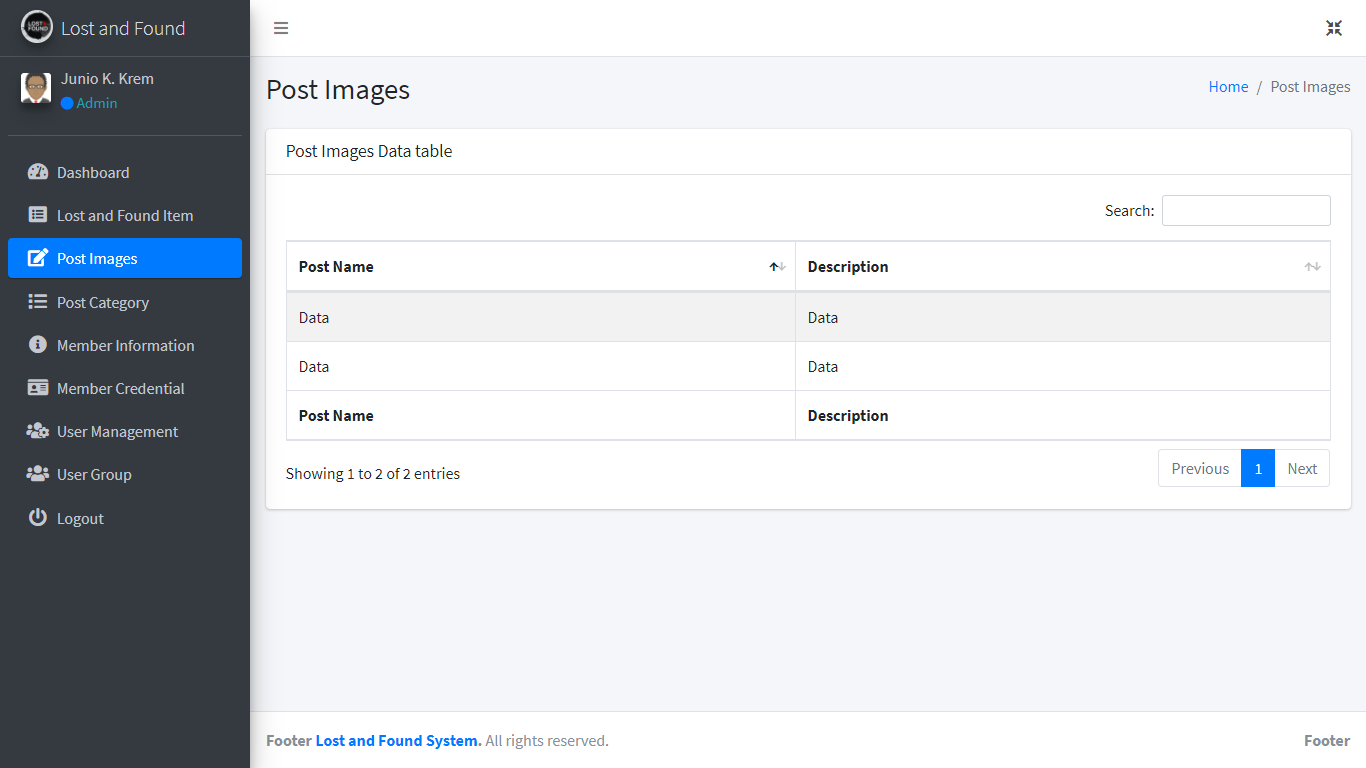 LOST
FOUND
Lost and Found
Junio K. Krem
Admin
Dashboard
Lost and Found Item
Post Images
Post Category
Member Information
Member Credential
User Management
User Group
Logout
Post Images
Home / Post Images
Post Images Data table
Search:
Post Name Description
Data Data
Data Data
Post Name Description
Showing 1 to 2 of 2 entries
Previous 1 Next
Footer Lost and Found System. All rights reserved.
Footer